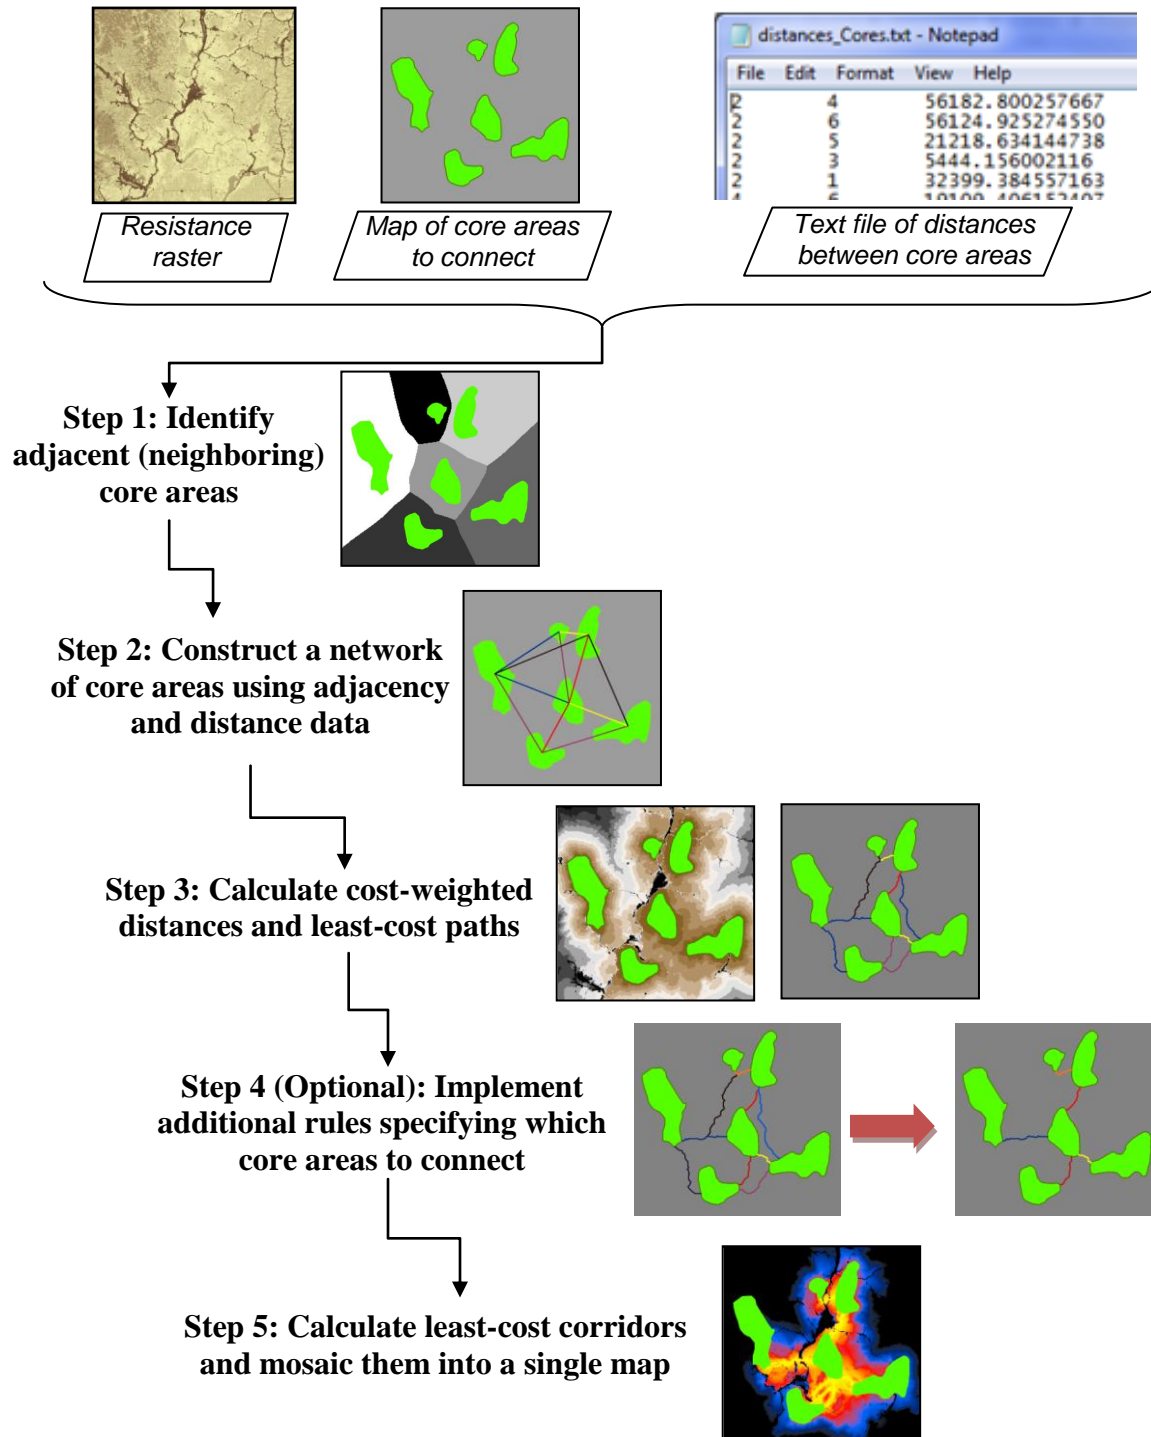 distances_Cores.txt - Notepad
File Edit Format View Help
2 4 56182.800257667
2 6 56124.925274550
2 5 21218.634144738
2 3 5444.156002116
2 1 32399.384557163
4 6 19109.406152407
Resistance
raster
Map of core areas
to connect
Text file of distances
between core areas
Step 1: Identify
adjacent (neighboring)
core areas
Step 2: Construct a network
of core areas using adjacency
and distance data
Step 3: Calculate cost-weighted
distances and least-cost paths
Step 4 (Optional): Implement
additional rules specifying which
core areas to connect
Step 5: Calculate least-cost corridors
and mosaic them into a single map